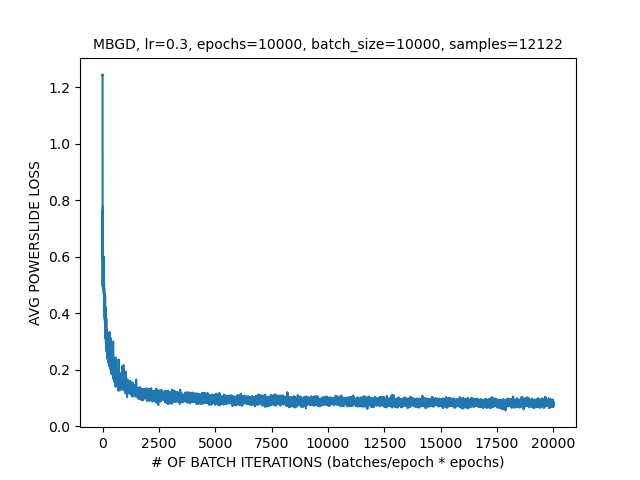 MBGD, lr=0.3, epochs=10000, batch_size=10000, samples=12122
AVG POWERSLIDE LOSS
1.2
1.0
0.8
0.6
0.4
0.2
0.0
0 2500 5000 7500 10000 12500 15000 17500 20000
# OF BATCH ITERATIONS (batches/epoch * epochs)